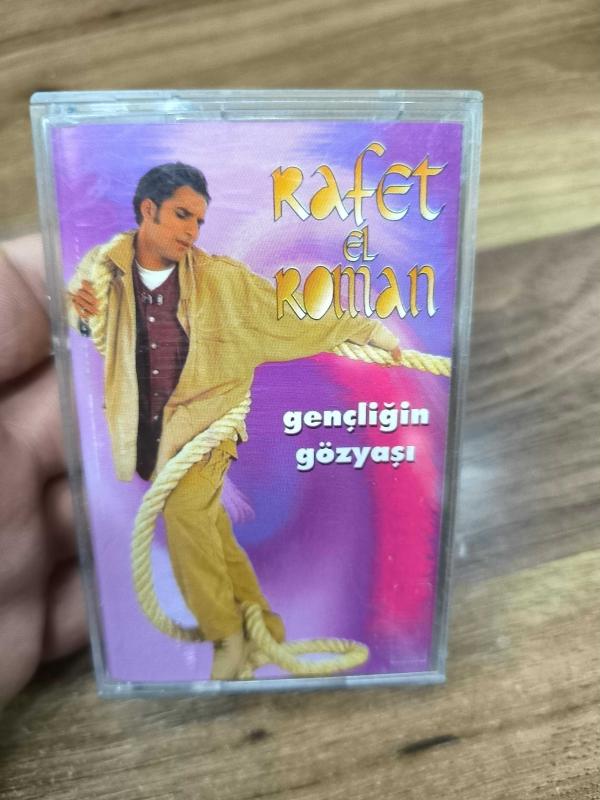 Rafet
El
Roman
gençliğin
gözyaşı